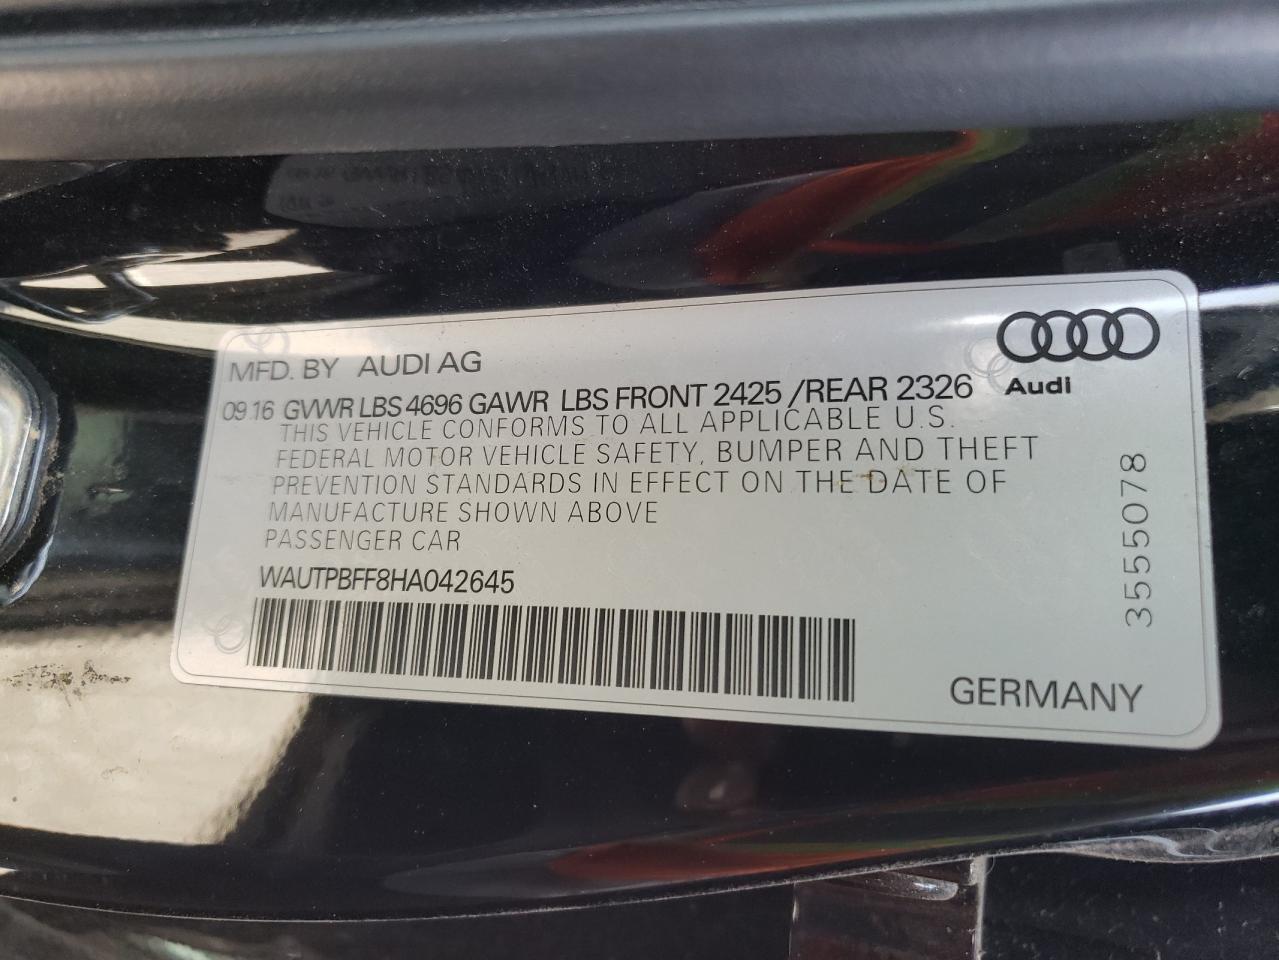 MFD. BY AUDI AG
09 16 GVWR LBS 4696 GAWR LBS FRONT 2425 /REAR 2326
THIS VEHICLE CONFORMS TO ALL APPLICABLE U.S.
FEDERAL MOTOR VEHICLE SAFETY, BUMPER AND THEFT
PREVENTION STANDARDS IN EFFECT ON THE DATE OF
MANUFACTURE SHOWN ABOVE
PASSENGER CAR
WAUTPBFF8HA042645
Audi
3555078
GERMANY